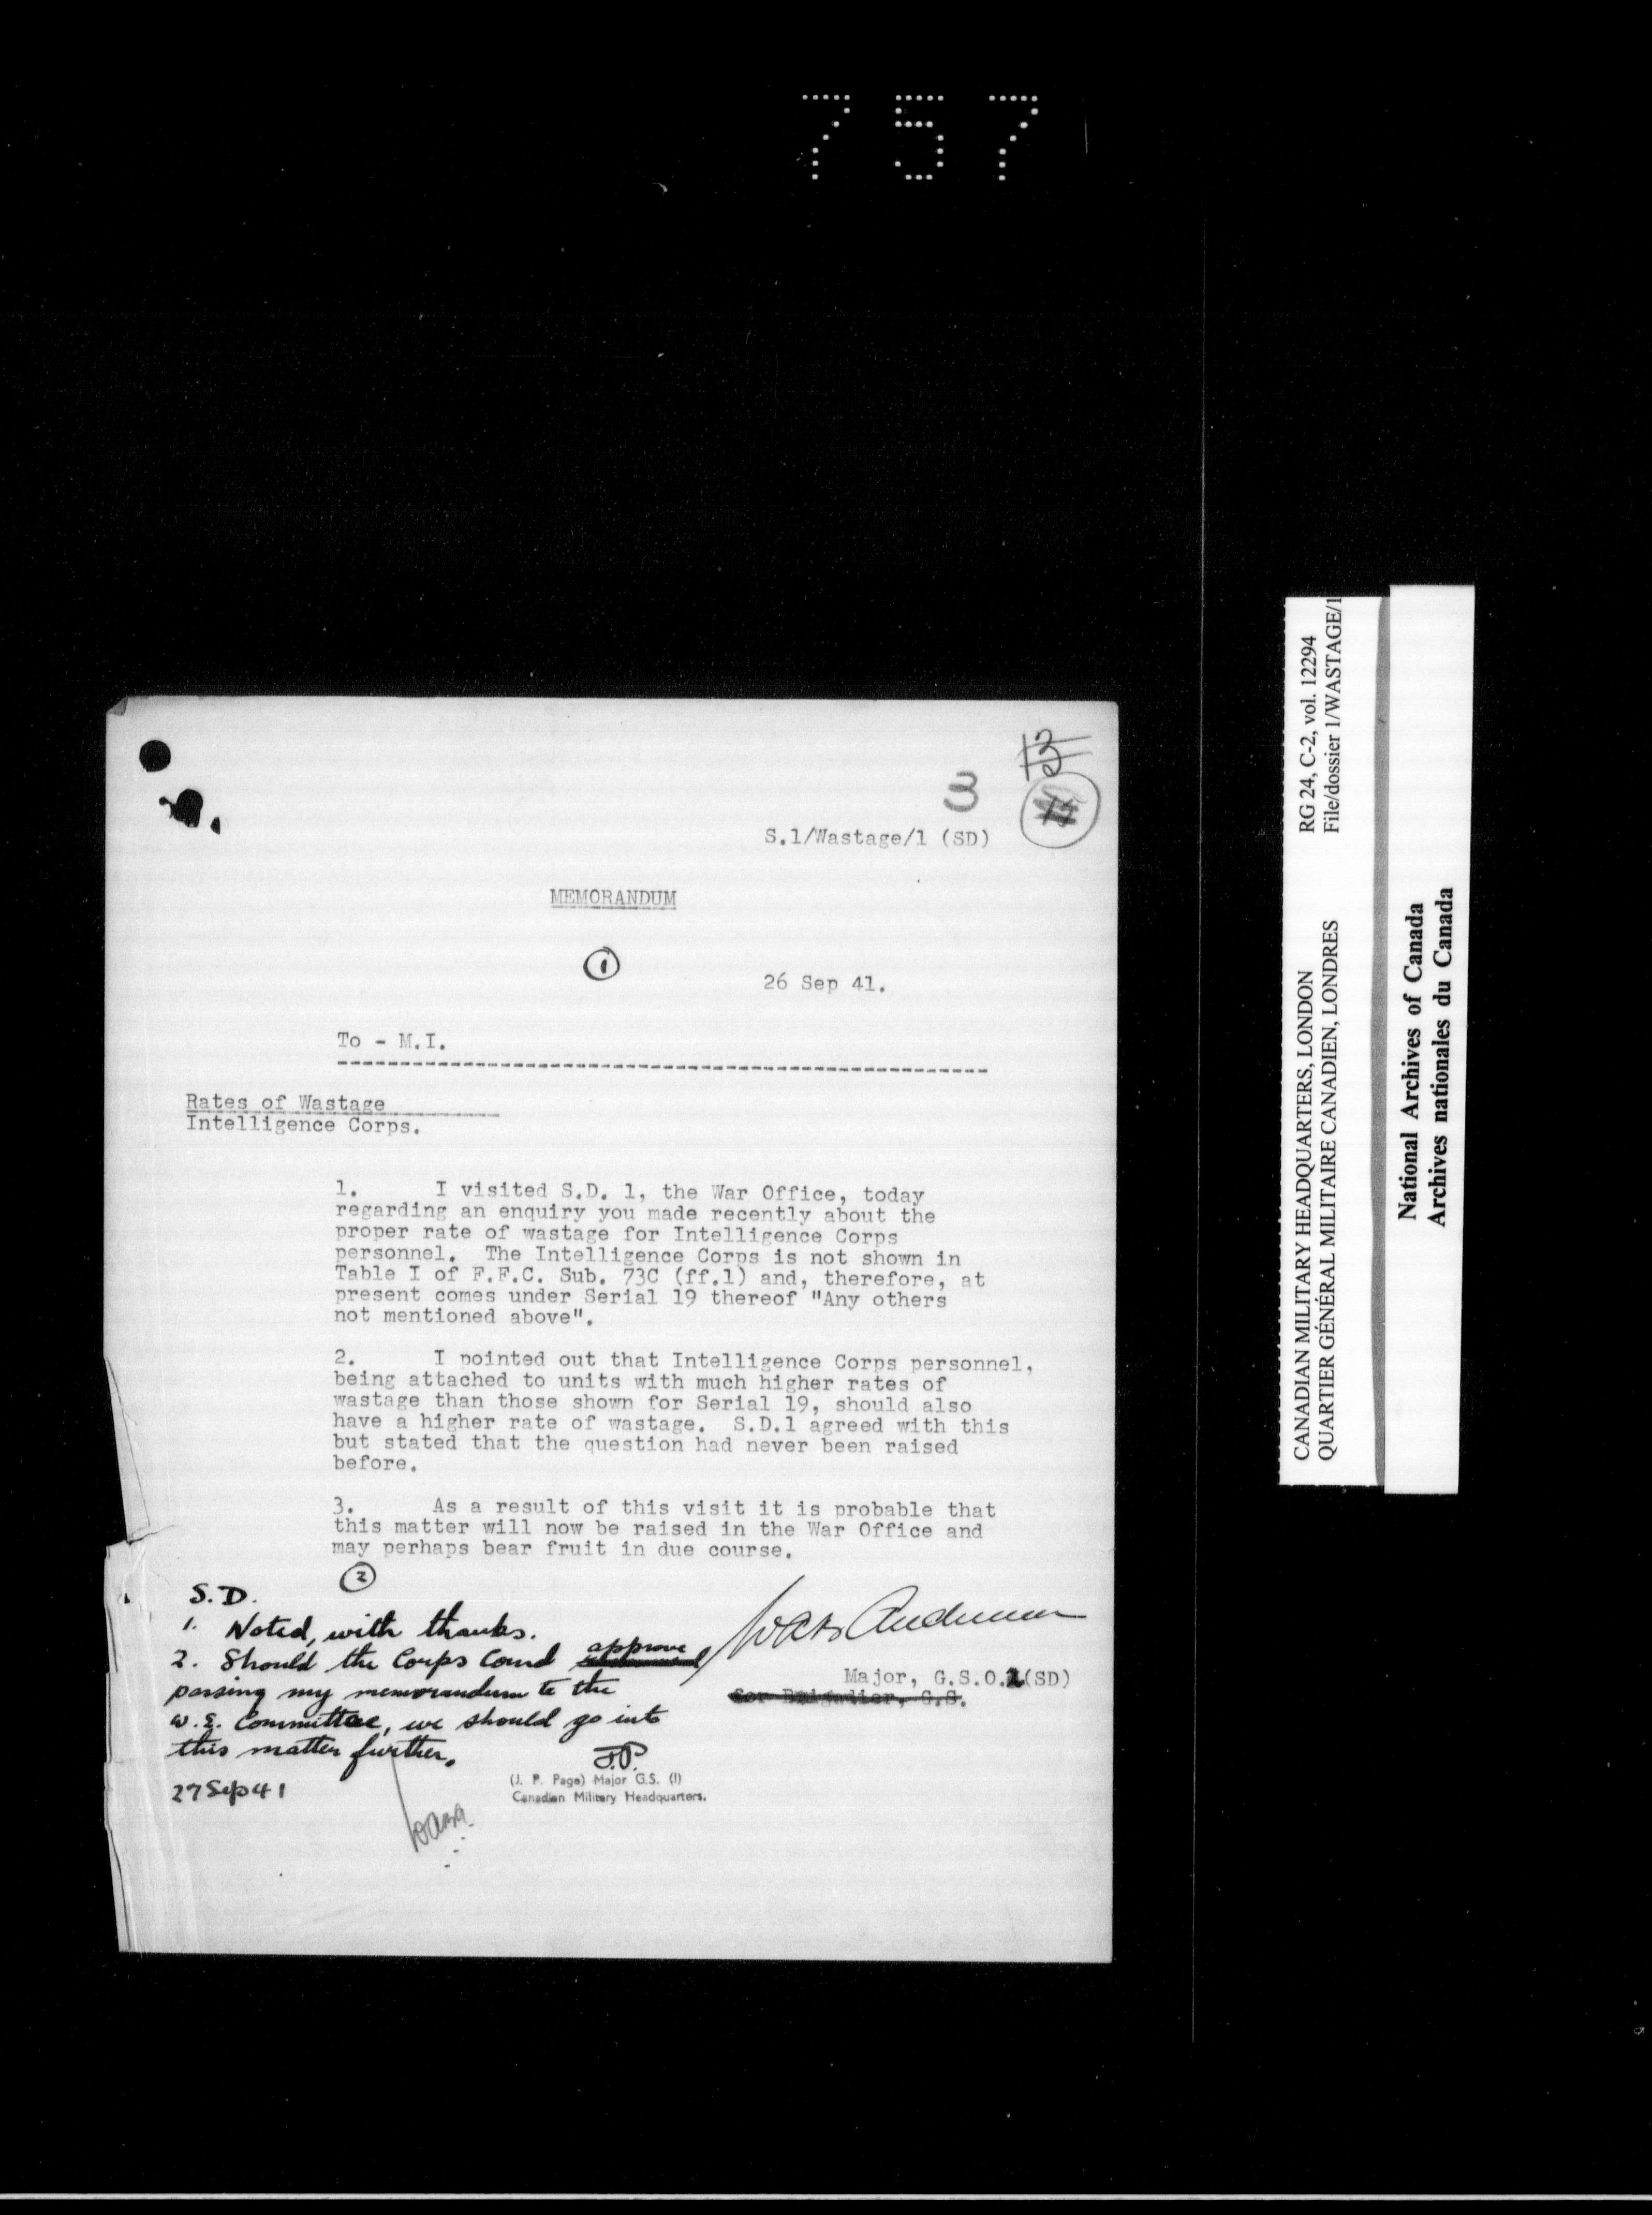 757
3
13
S.1/Wastage/1 (SD)
MEMORANDUM
1
26 Sep 41.
To - M.I.
Rates of Wastage
Intelligence Corps.
1. I visited S.D. 1, the War Office, today
regarding an enquiry you made recently about the
proper rate of wastage for Intelligence Corps
personnel. The Intelligence Corps is not shown in
Table I of F.F.C. Sub. 73C (ff.1) and, therefore, at
present comes under Serial 19 thereof "Any others
not mentioned above".
2. I pointed out that Intelligence Corps personnel,
being attached to units with much higher rates of
wastage than those shown for Serial 19, should also
have a higher rate of wastage. S.D.1 agreed with this
but stated that the question had never been raised
before.
3. As a result of this visit it is probable that
this matter will now be raised in the War Office and
may perhaps bear fruit in due course.
2
S.D.
1. Noted, with thanks.
2. Should the Corps Comd approve
passing my memorandum to the
W.E. Committee, we should go into
this matter further.
27 Sep 41
J.P.
(J. P. Page) Major G.S. (I)
Canadian Military Headquarters.
Anderson
Major, G.S.O.2(SD)
for Brigadier, G.S.
RG 24, C-2, vol. 12294
File/dossier 1/WASTAGE/1
CANADIAN MILITARY HEADQUARTERS, LONDON
QUARTIER GÉNÉRAL MILITAIRE CANADIEN, LONDRES
National Archives of Canada
Archives nationales du Canada